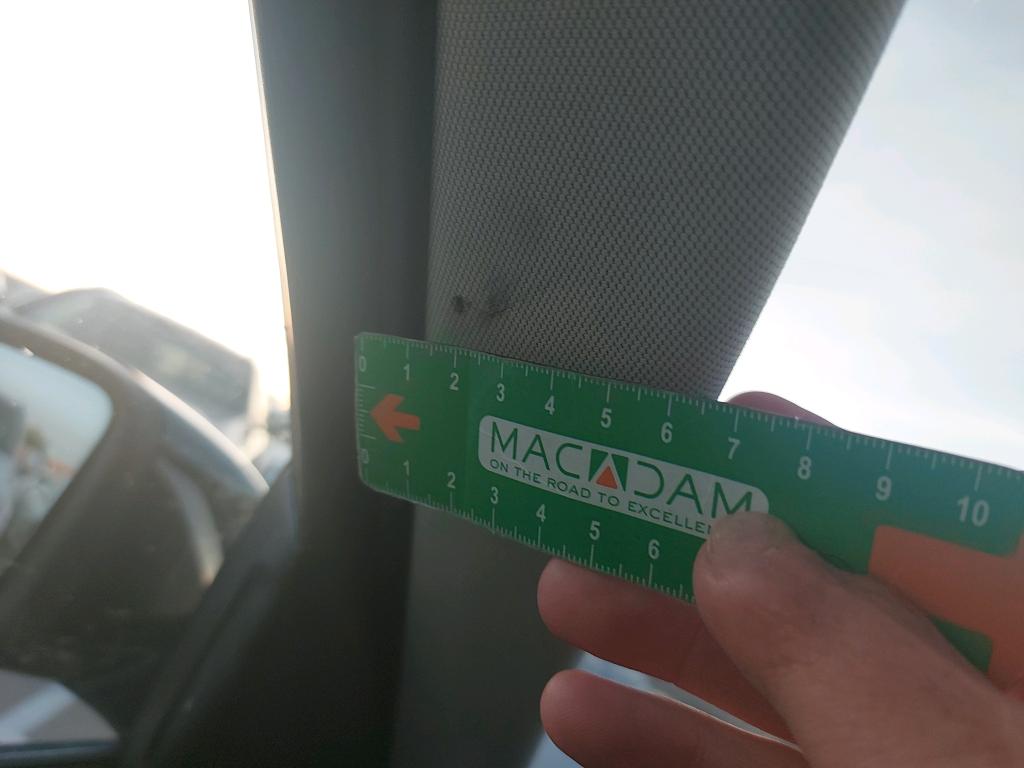 0 1 2 3 4 5 6 7 8 9 10
MACADAM
ON THE ROAD TO EXCELLEN
0 1 2 3 4 5 6